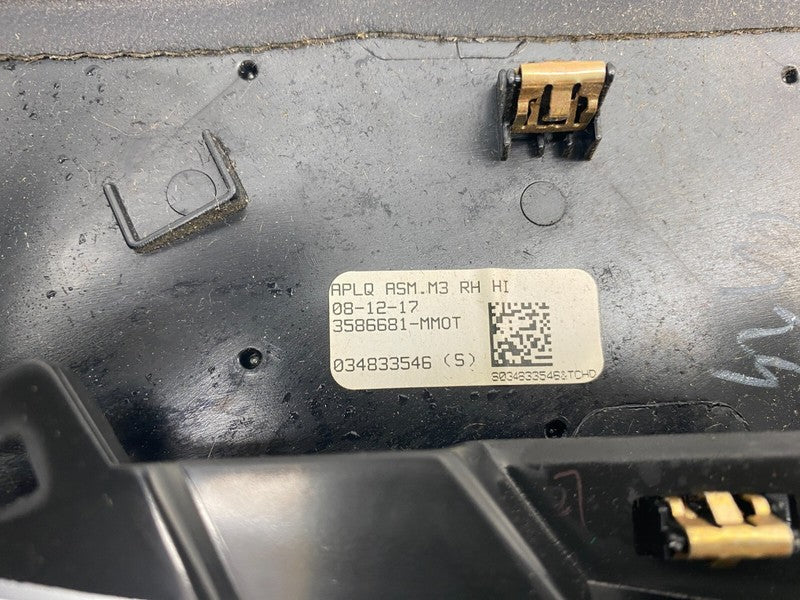 APLQ ASM.M3 RH HI
08-12-17
3586681-MMOT
034833546 (S)
S034833546&TCHD